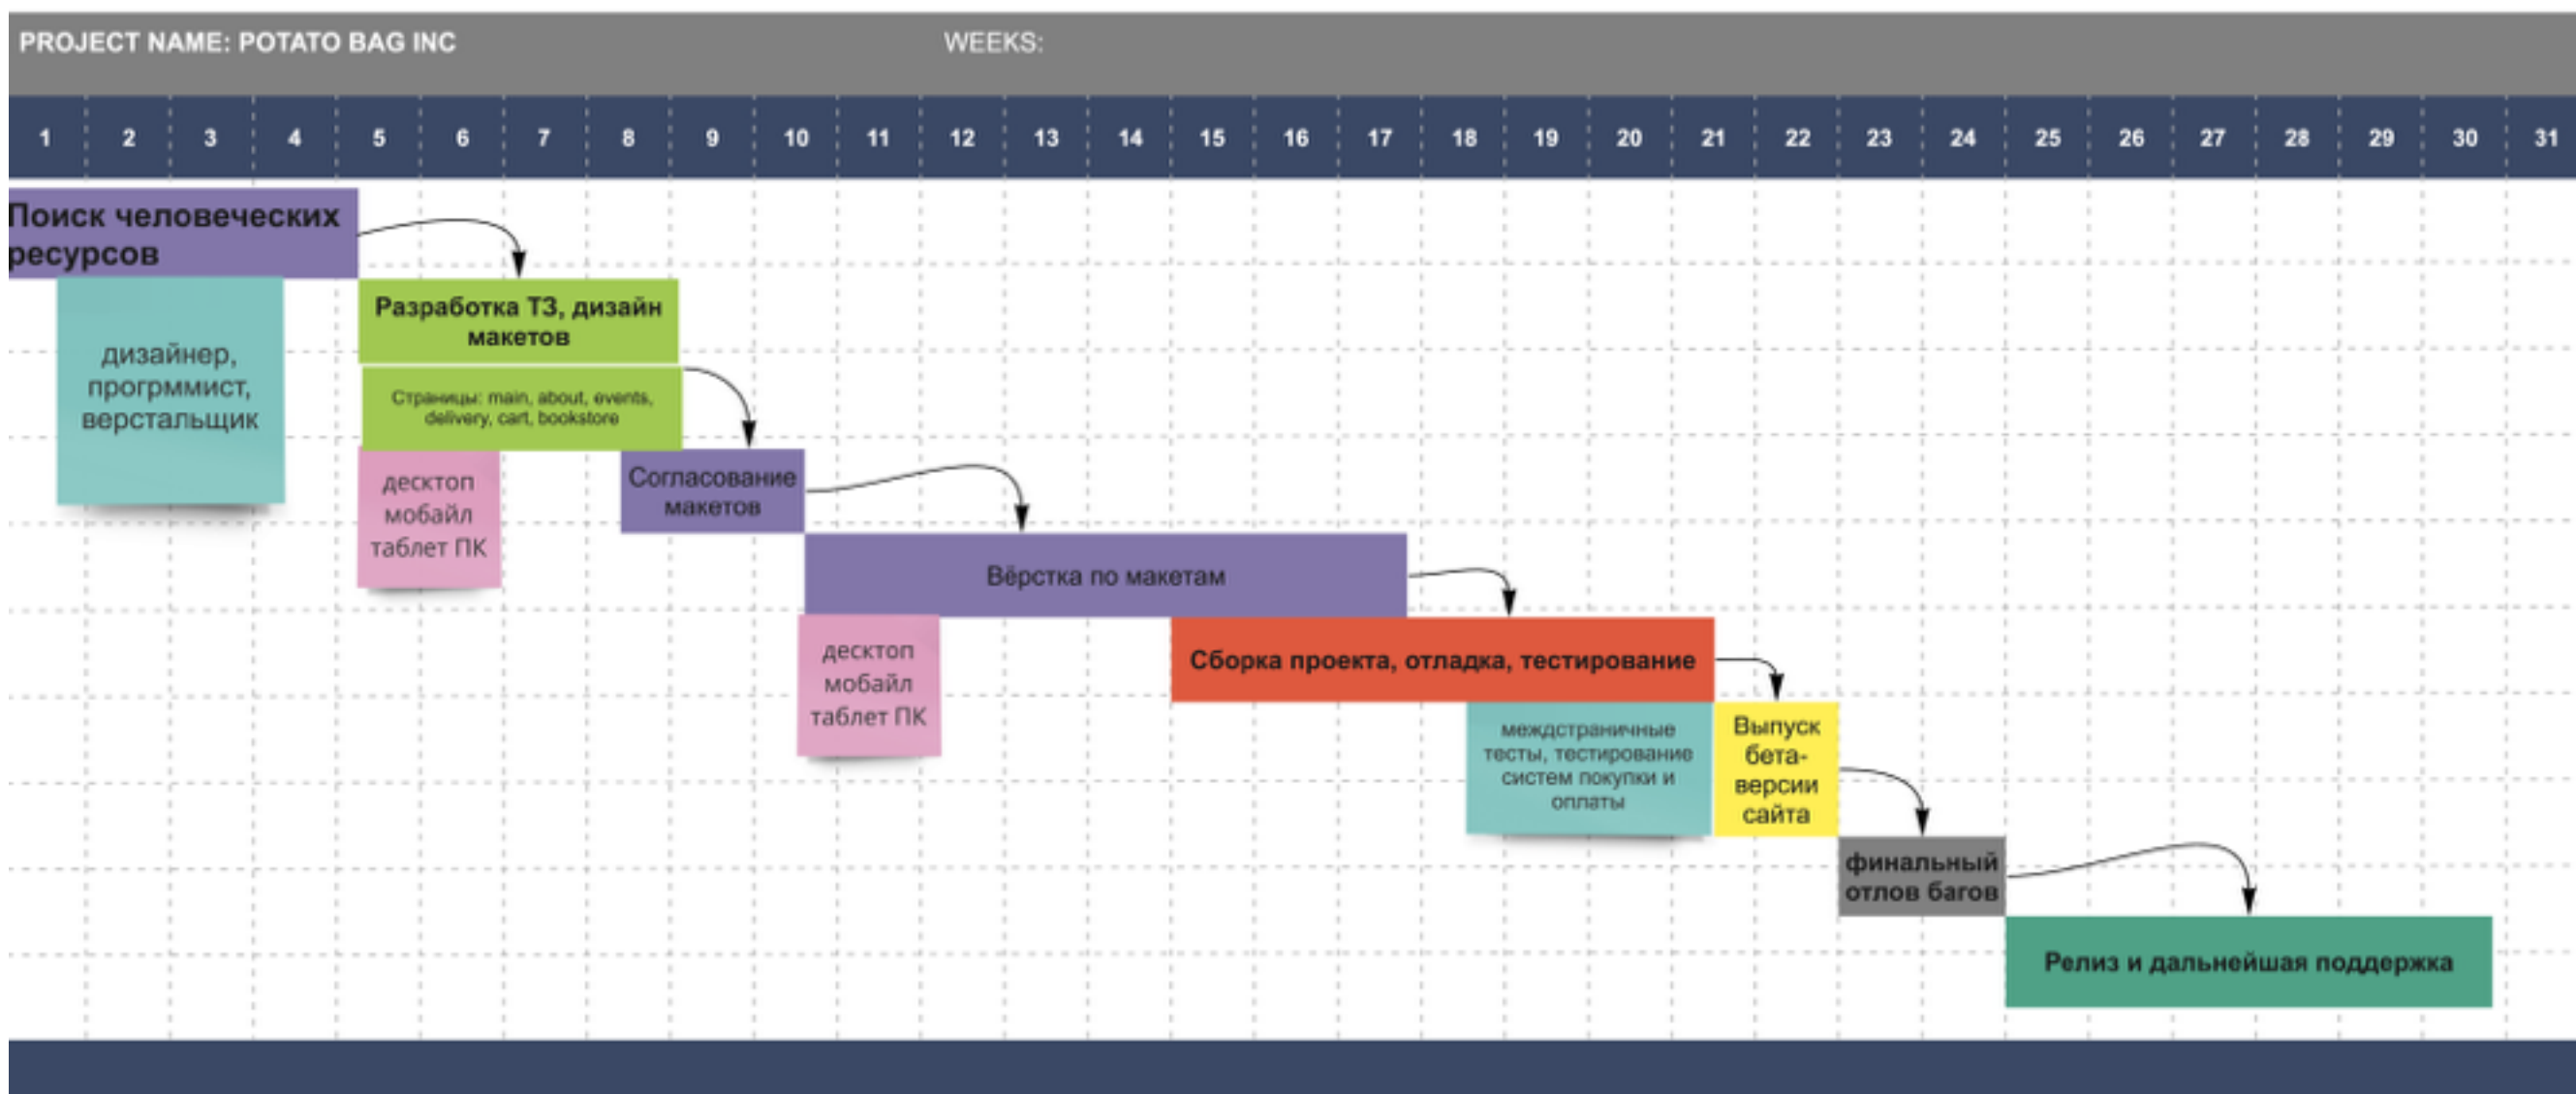 PROJECT NAME: POTATO BAG INC
WEEKS:
1 2 3 4 5 6 7 8 9 10 11 12 13 14 15 16 17 18 19 20 21 22 23 24 25 26 27 28 29 30 31
Поиск человеческих
ресурсов
дизайнер,
прогрммист,
верстальщик
Разработка ТЗ, дизайн
макетов
Страницы: main, about, events,
delivery, cart, bookstore
десктоп
мобайл
таблет ПК
Согласование
макетов
Вёрстка по макетам
десктоп
мобайл
таблет ПК
Сборка проекта, отладка, тестирование
междстраничные
тесты, тестирование
систем покупки и
оплаты
Выпуск
бета-
версии
сайта
финальный
отлов багов
Релиз и дальнейшая поддержка